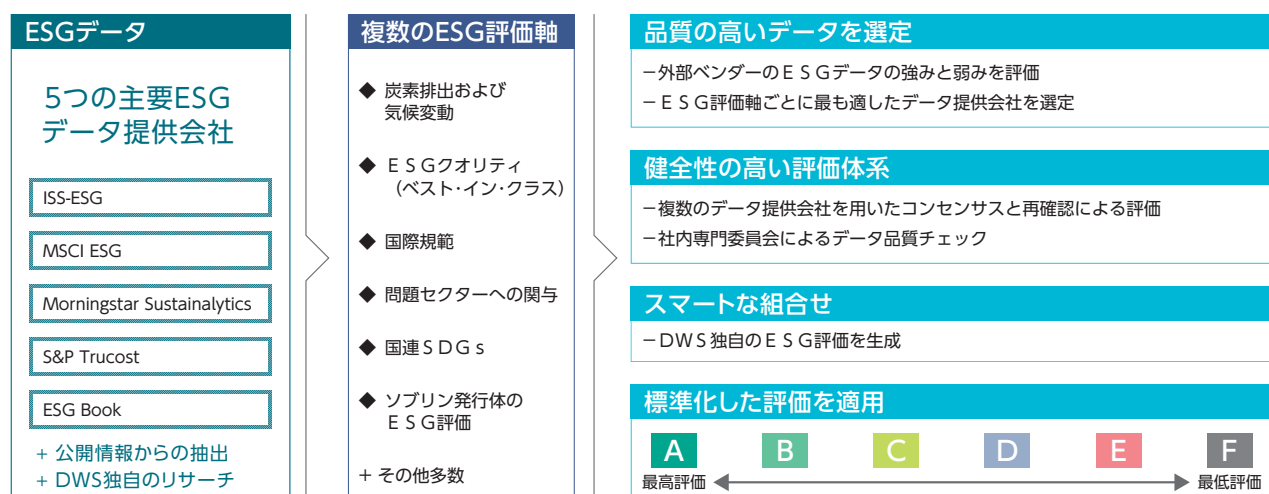 ESGデータ
5つの主要ESG
データ提供会社
ISS-ESG
MSCI ESG
Morningstar Sustainalytics
S&P Trucost
ESG Book
+ 公開情報からの抽出
+ DWS独自のリサーチ
複数のESG評価軸
◆ 炭素排出および
気候変動
◆ ESGクオリティ
(ベスト・イン・クラス)
◆ 国際規範
◆ 問題セクターへの関与
◆ 国連SDGs
◆ ソブリン発行体の
ESG評価
+ その他多数
品質の高いデータを選定
-外部ベンダーのESGデータの強みと弱みを評価
-ESG評価軸ごとに最も適したデータ提供会社を選定
健全性の高い評価体系
-複数のデータ提供会社を用いたコンセンサスと再確認による評価
-社内専門委員会によるデータ品質チェック
スマートな組合せ
-DWS独自のESG評価を生成
標準化した評価を適用
A B C D E F
最高評価 最低評価